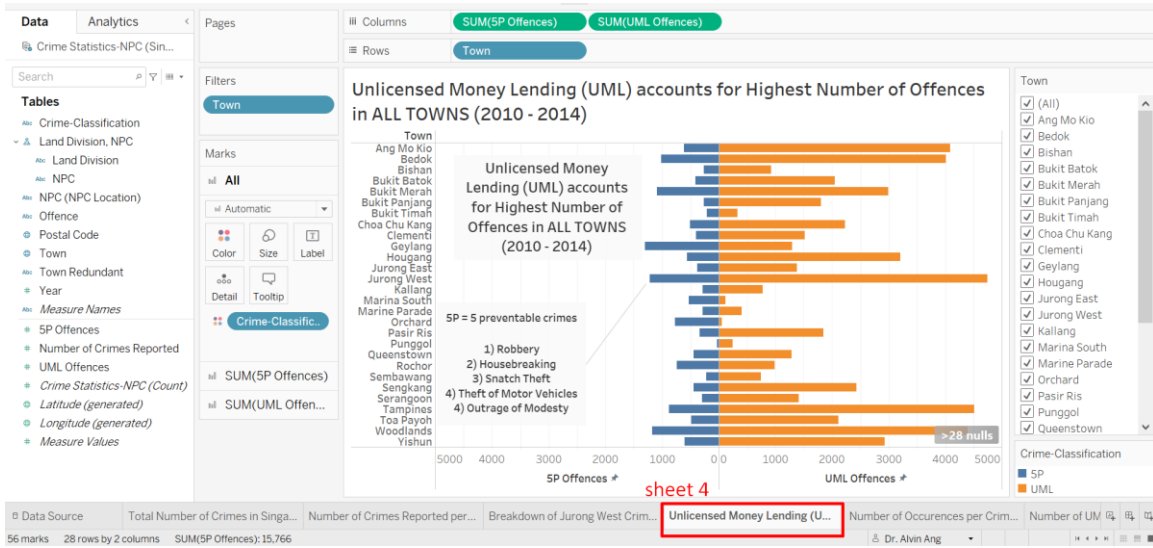 Data
Analytics
Crime Statistics-NPC (Sin...
Search
Tables
Abc Crime-Classification
Land Division, NPC
Abc Land Division
Abc NPC
Abc NPC (NPC Location)
Abc Offence
Postal Code
Town
Abc Town Redundant
# Year
Abc Measure Names
# 5P Offences
# Number of Crimes Reported
# UML Offences
# Crime Statistics-NPC (Count)
Latitude (generated)
Longitude (generated)
# Measure Values
Pages
Filters
Town
Marks
All
Automatic
Color Size Label
Detail Tooltip
Crime-Classific..
SUM(5P Offences)
SUM(UML Offen...
Columns SUM(5P Offences) SUM(UML Offences)
Rows Town
Unlicensed Money Lending (UML) accounts for Highest Number of Offences
in ALL TOWNS (2010 - 2014)
Town
Ang Mo Kio
Bedok
Bishan
Bukit Batok
Bukit Merah
Bukit Panjang
Bukit Timah
Choa Chu Kang
Clementi
Geylang
Hougang
Jurong East
Jurong West
Kallang
Marina South
Marine Parade
Orchard
Pasir Ris
Punggol
Queenstown
Rochor
Sembawang
Sengkang
Serangoon
Tampines
Toa Payoh
Woodlands
Yishun
Unlicensed Money
Lending (UML) accounts
for Highest Number of
Offences in ALL TOWNS
(2010 - 2014)
5P = 5 preventable crimes
1) Robbery
2) Housebreaking
3) Snatch Theft
4) Theft of Motor Vehicles
4) Outrage of Modesty
>28 nulls
5000 4000 3000 2000 1000 0 0 1000 2000 3000 4000 5000
5P Offences
UML Offences
sheet 4
Town
(All)
Ang Mo Kio
Bedok
Bishan
Bukit Batok
Bukit Merah
Bukit Panjang
Bukit Timah
Choa Chu Kang
Clementi
Geylang
Hougang
Jurong East
Jurong West
Kallang
Marina South
Marine Parade
Orchard
Pasir Ris
Punggol
Queenstown
Crime-Classification
5P
UML
Data Source
Total Number of Crimes in Singa...
Number of Crimes Reported per...
Breakdown of Jurong West Crim...
Unlicensed Money Lending (U...
Number of Occurences per Crim...
Number of UM
56 marks 28 rows by 2 columns SUM(5P Offences): 15,766
Dr. Alvin Ang